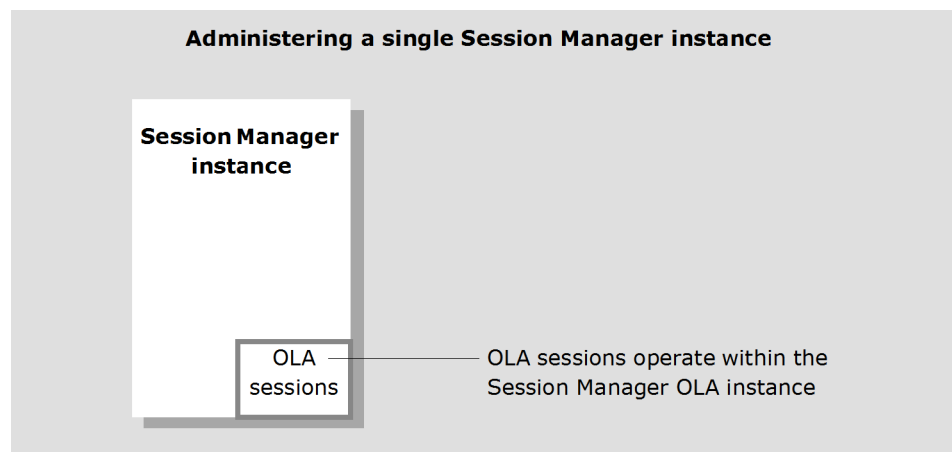 Administering a single Session Manager instance
Session Manager
instance
OLA
sessions
OLA sessions operate within the
Session Manager OLA instance